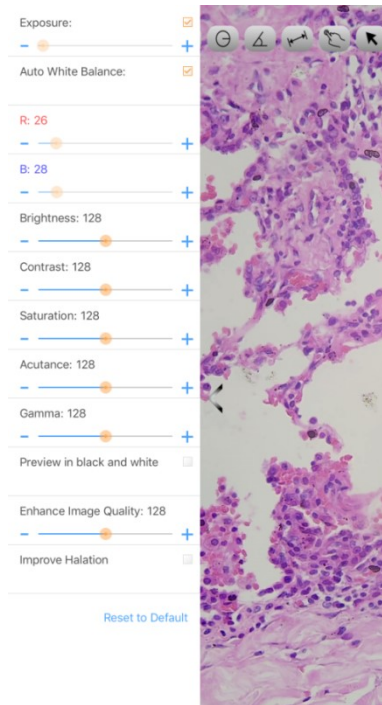 Exposure:
Auto White Balance:
R: 26
B: 28
Brightness: 128
Contrast: 128
Saturation: 128
Acutance: 128
Gamma: 128
Preview in black and white
Enhance Image Quality: 128
Improve Halation
Reset to Default